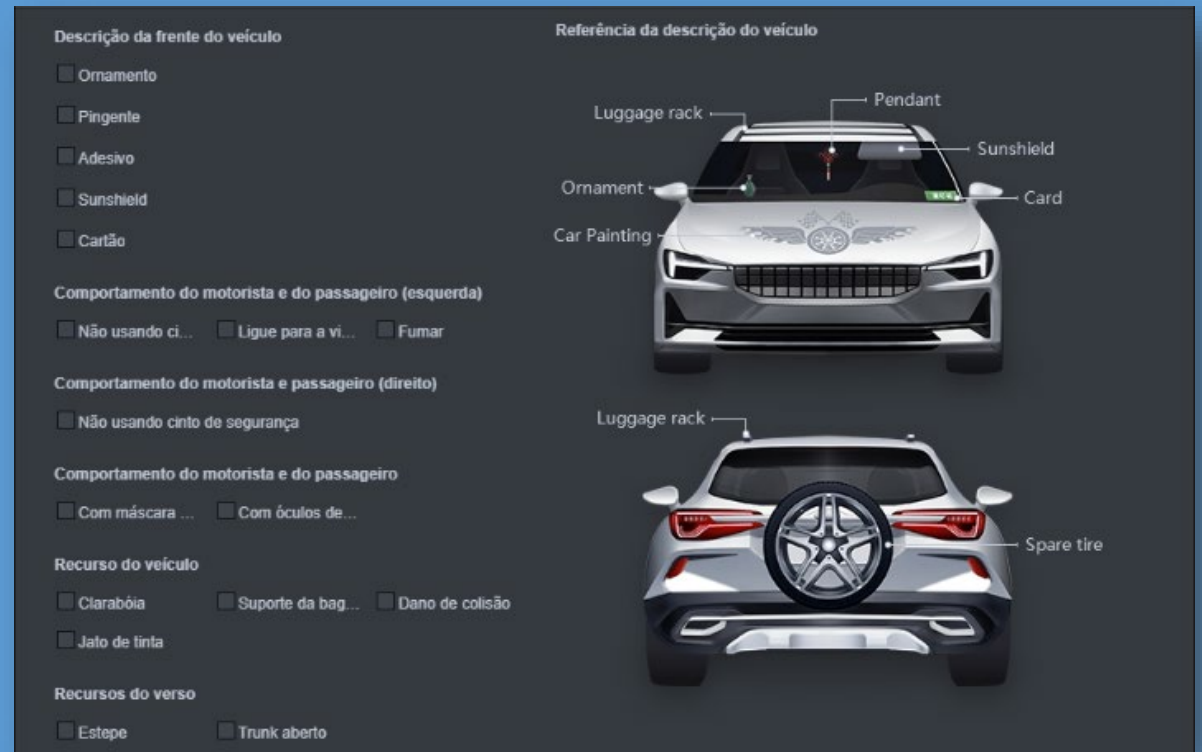 Descrição da frente do veículo
Ornamento
Pingente
Adesivo
Sunshield
Cartão
Comportamento do motorista e do passageiro (esquerda)
Não usando ci... Ligue para a vi... Fumar
Comportamento do motorista e passageiro (direito)
Não usando cinto de segurança
Comportamento do motorista e do passageiro
Com máscara ... Com óculos de...
Recurso do veículo
Clarabóia Suporte da bag... Dano de colisão
Jato de tinta
Recursos do verso
Estepe Trunk aberto
Referência da descrição do veículo
Pendant
Luggage rack
Sunshield
Ornament
Card
Car Painting
Luggage rack
Spare tire